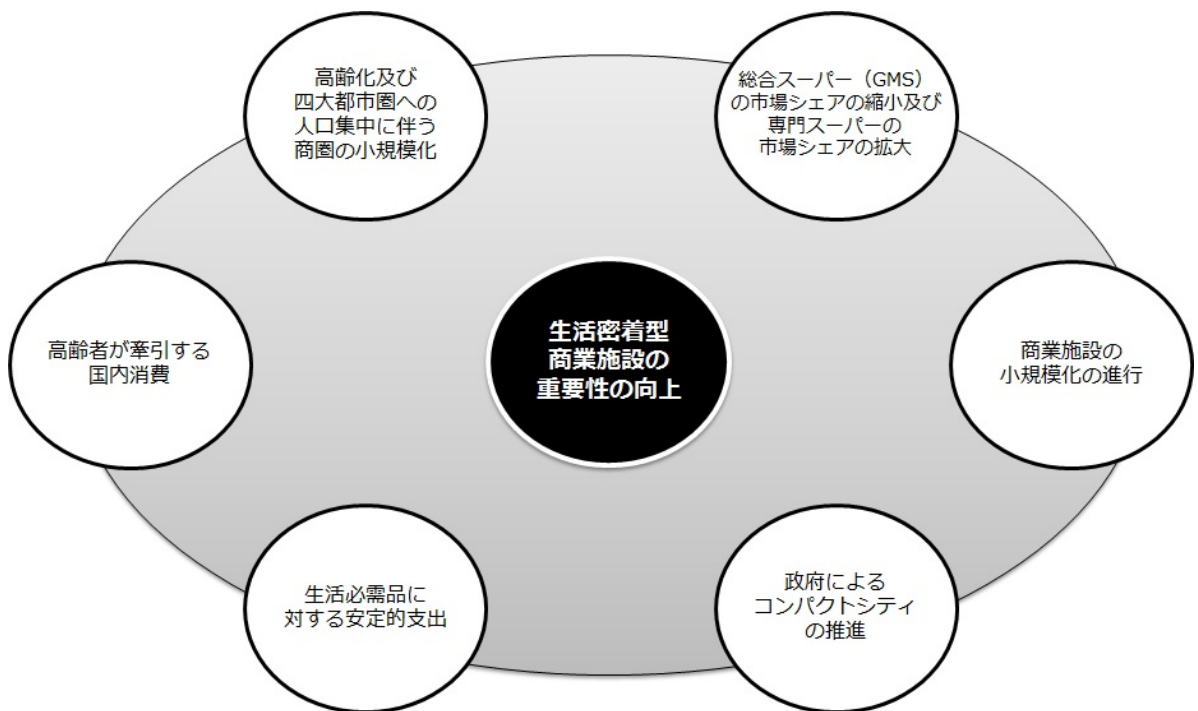 高齢化及び
四大都市圏への
人口集中に伴う
商圏の小規模化
総合スーパー（GMS）
の市場シェアの縮小及び
専門スーパーの
市場シェアの拡大
高齢者が牽引する
国内消費
生活密着型
商業施設の
重要性の向上
商業施設の
小規模化の進行
生活必需品に
対する安定的支出
政府による
コンパクトシティ
の推進